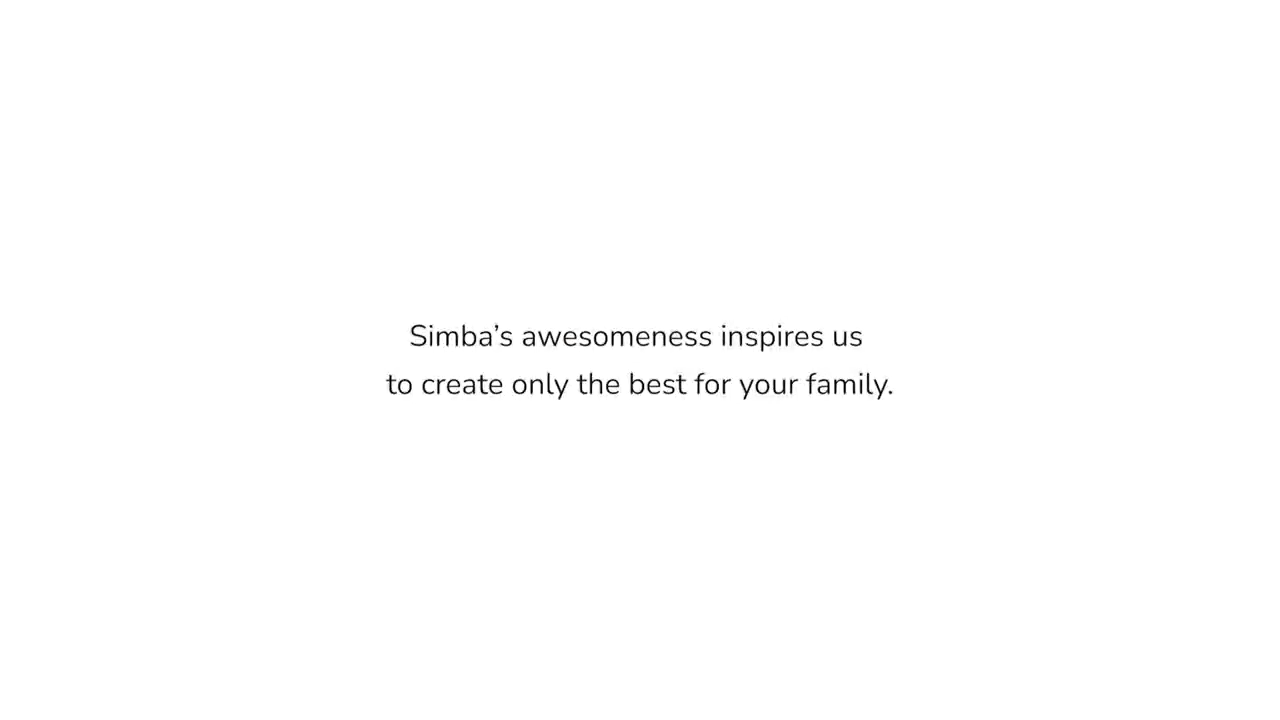 Simba’s awesomeness inspires us
to create only the best for your family.